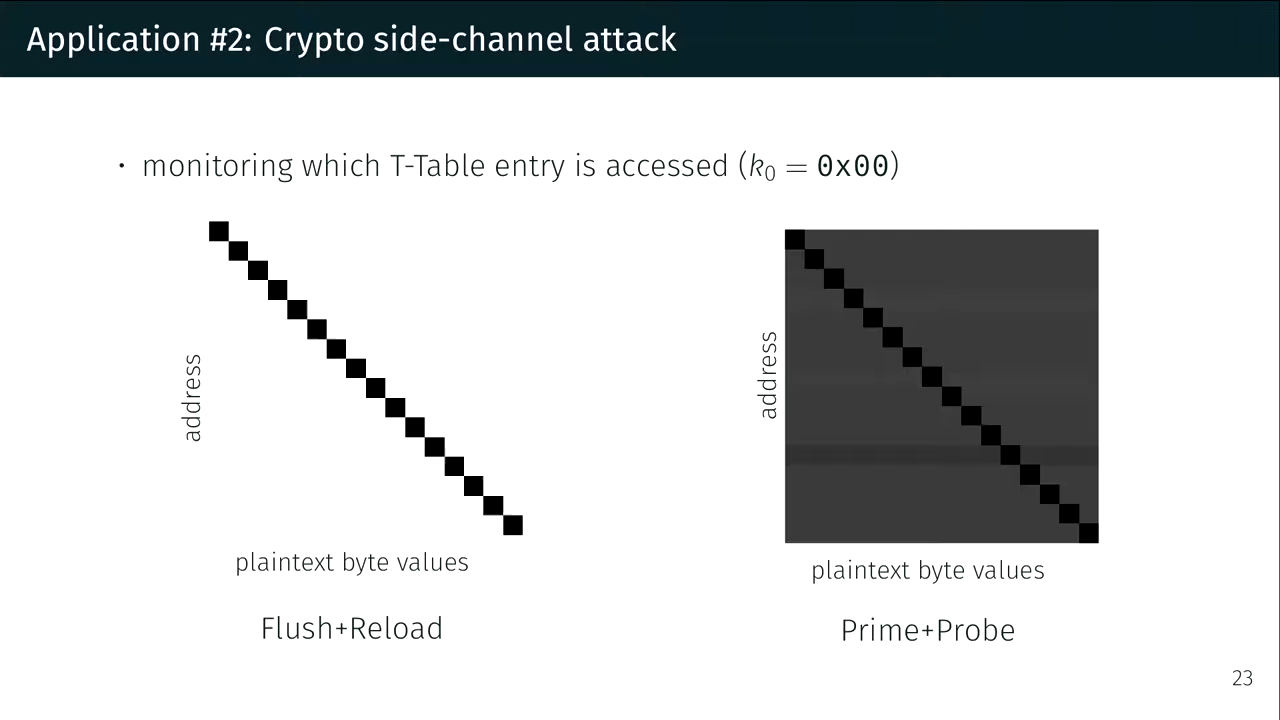 Application #2: Crypto side-channel attack
· monitoring which T-Table entry is accessed (k₀ = 0x00)
address
plaintext byte values
Flush+Reload
address
plaintext byte values
Prime+Probe
23